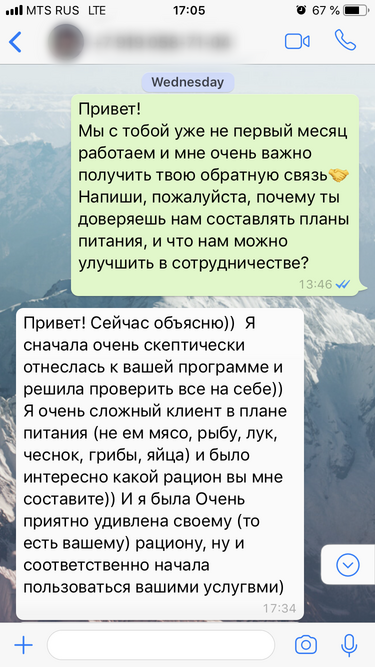 MTS RUS LTE 17:05 67 %
Wednesday
Привет!
Мы с тобой уже не первый месяц
работаем и мне очень важно
получить твою обратную связь🤝
Напиши, пожалуйста, почему ты
доверяешь нам составлять планы
питания, и что нам можно
улучшить в сотрудничестве?
13:46
Привет! Сейчас объясню)) Я
сначала очень скептически
отнеслась к вашей программе и
решила проверить все на себе))
Я очень сложный клиент в плане
питания (не ем мясо, рыбу, лук,
чеснок, грибы, яйца) и было
интересно какой рацион вы мне
составите)) И я была Очень
приятно удивлена своему (то
есть вашему) рациону, ну и
соответственно начала
пользоваться вашими услугвми)
17:34